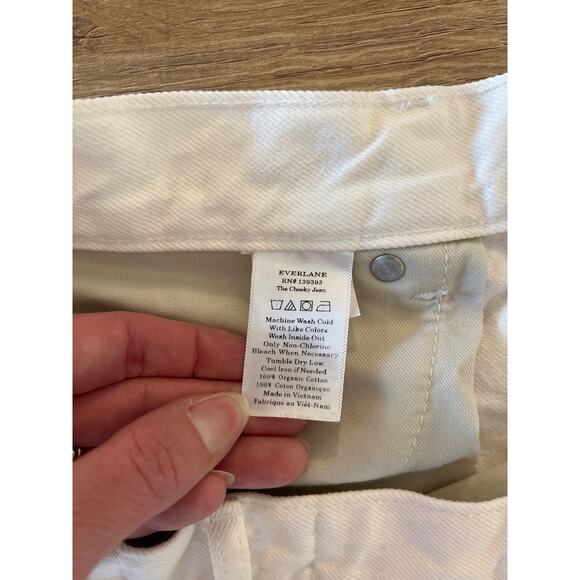 EVERLANE
RN# 139393
The Cheeky Jean
Machine Wash Cold
With Like Colors
Wash Inside Out
Only Non-Chlorine
Bleach When Necessary
Tumble Dry Low
Cool Iron if Needed
100% Organic Cotton
100% Coton Organique
Made in Vietnam
Fabriqué au Viêt-Nam